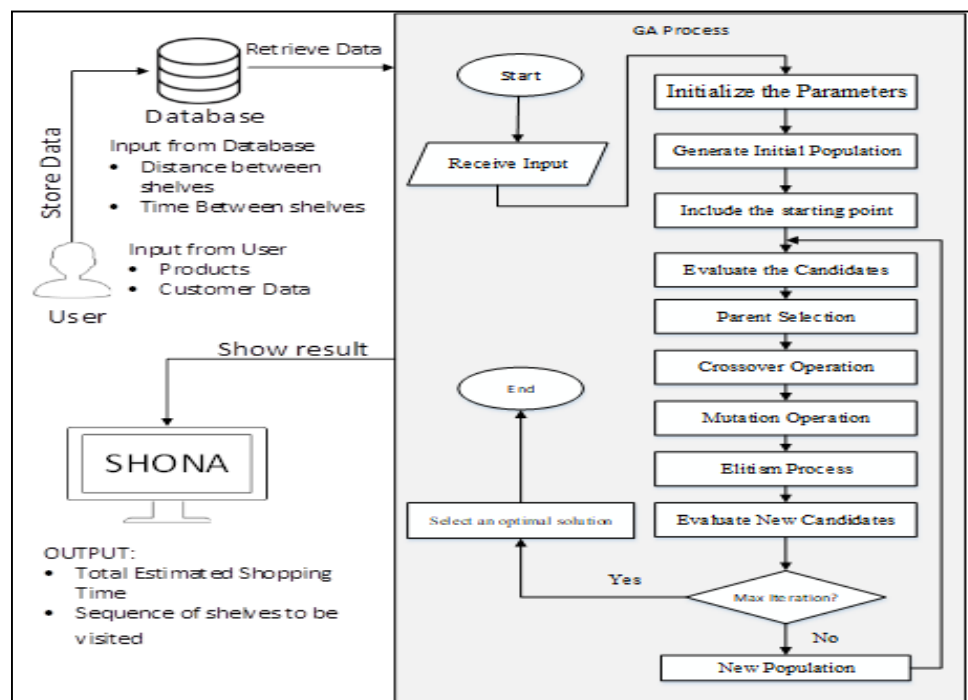 Retrieve Data
Database
Store Data
Input from Database
• Distance between
shelves
• Time Between shelves
Input from User
• Products
• Customer Data
User
Show result
SHONA
OUTPUT:
• Total Estimated Shopping
Time
• Sequence of shelves to be
visited
GA Process
Start
Receive Input
Initialize the Parameters
Generate Initial Population
Include the starting point
Evaluate the Candidates
Parent Selection
Crossover Operation
Mutation Operation
Elitism Process
Evaluate New Candidates
Max Iteration?
Yes
No
New Population
Select an optimal solution
End